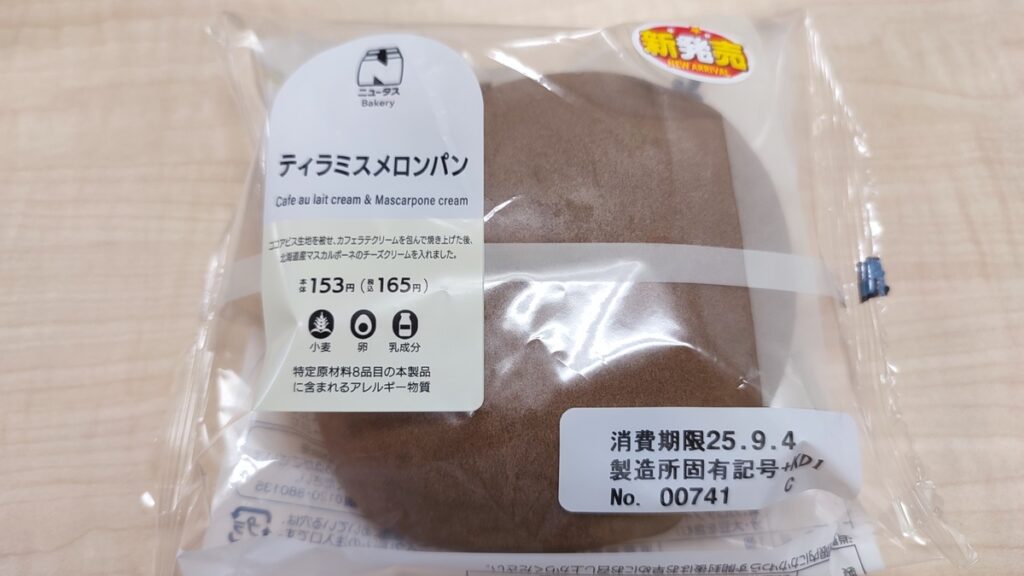 新発売
NEW ARRIVAL
ニュータス
Bakery
ティラミスメロンパン
Cafe au lait cream & Mascarpone cream
ココアビス生地を被せ、カフェラテクリームを包んで焼き上げた後、
北海道産マスカルポーネのチーズクリームを入れました。
本体153円(税込165円)
小麦 卵 乳成分
特定原材料8品目の本製品
に含まれるアレルギー物質
消費期限25.9.4
製造所固有記号+KD1
No. 00741 C